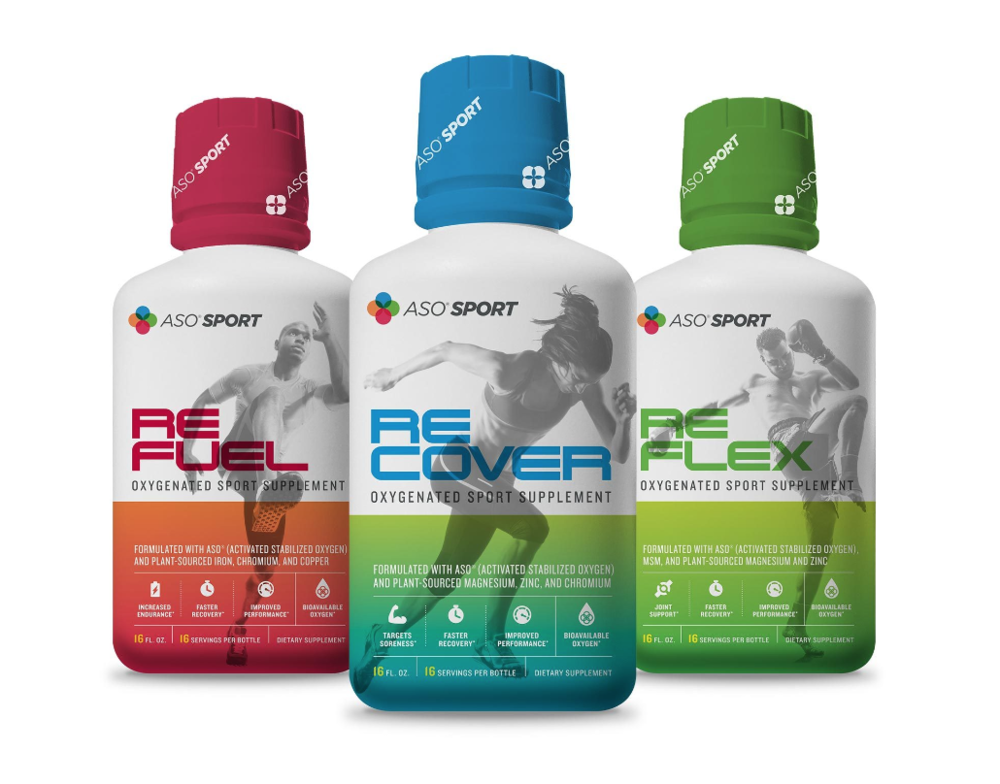 ASO® SPORT
ASO
ASO® SPORT
RE
FUEL
OXYGENATED SPORT SUPPLEMENT
FORMULATED WITH ASO® (ACTIVATED STABILIZED OXYGEN)
AND PLANT-SOURCED IRON, CHROMIUM, AND COPPER
INCREASED ENDURANCE*
FASTER RECOVERY*
IMPROVED PERFORMANCE*
BIOAVAILABLE OXYGEN*
16 FL. OZ. 16 SERVINGS PER BOTTLE DIETARY SUPPLEMENT
ASO® SPORT
ASO
ASO® SPORT
RE
COVER
OXYGENATED SPORT SUPPLEMENT
FORMULATED WITH ASO® (ACTIVATED STABILIZED OXYGEN)
AND PLANT-SOURCED MAGNESIUM, ZINC, AND CHROMIUM
TARGETS SORENESS*
FASTER RECOVERY*
IMPROVED PERFORMANCE*
BIOAVAILABLE OXYGEN*
16 FL. OZ. 16 SERVINGS PER BOTTLE DIETARY SUPPLEMENT
ASO® SPORT
ASO
ASO® SPORT
RE
FLEX
OXYGENATED SPORT SUPPLEMENT
FORMULATED WITH ASO® (ACTIVATED STABILIZED OXYGEN),
MSM, AND PLANT-SOURCED MAGNESIUM AND ZINC
JOINT SUPPORT*
FASTER RECOVERY*
IMPROVED PERFORMANCE*
BIOAVAILABLE OXYGEN*
16 FL. OZ. 16 SERVINGS PER BOTTLE DIETARY SUPPLEMENT